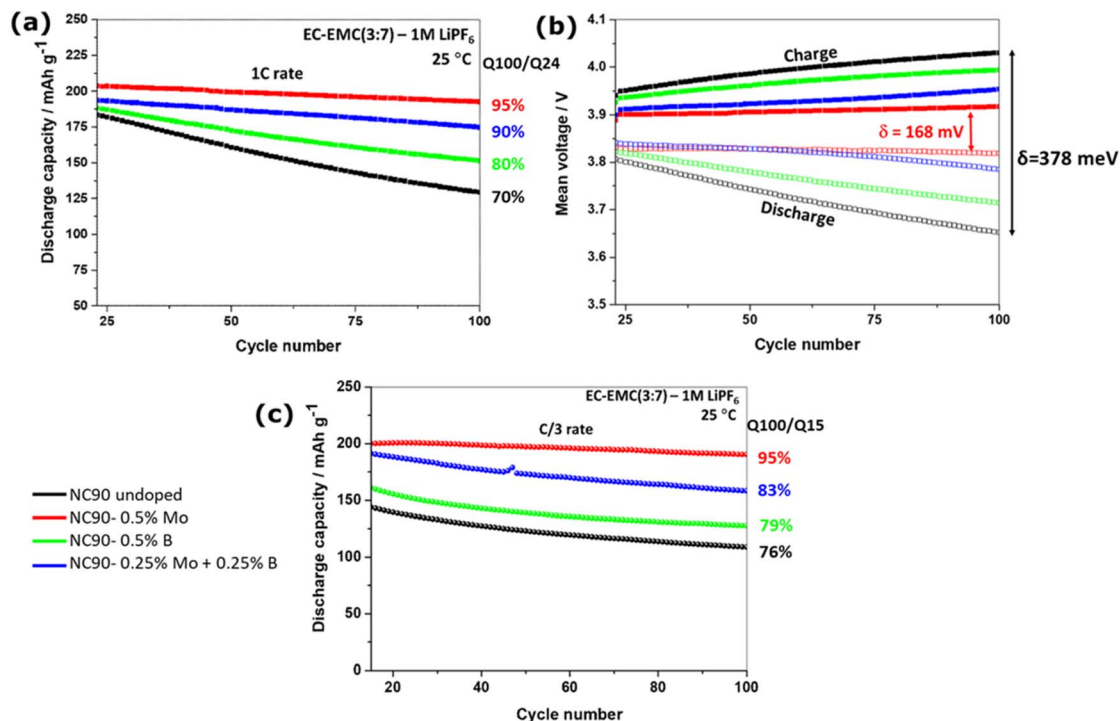 (a)
EC-EMC(3:7) – 1M LiPF6
25 °C
Q100/Q24
1C rate
95%
90%
80%
70%
250
225
200
175
150
125
100
75
50
25
50
75
100
Discharge capacity / mAh g-1
Cycle number
(b)
Charge
δ = 168 mV
δ=378 meV
Discharge
4.1
4.0
3.9
3.8
3.7
3.6
3.5
25
50
75
100
Mean voltage / V
Cycle number
(c)
EC-EMC(3:7) – 1M LiPF6
25 °C
Q100/Q15
C/3 rate
95%
83%
79%
76%
250
200
150
100
50
0
20
40
60
80
100
Discharge capacity / mAh g-1
Cycle number
NC90 undoped
NC90- 0.5% Mo
NC90- 0.5% B
NC90- 0.25% Mo + 0.25% B